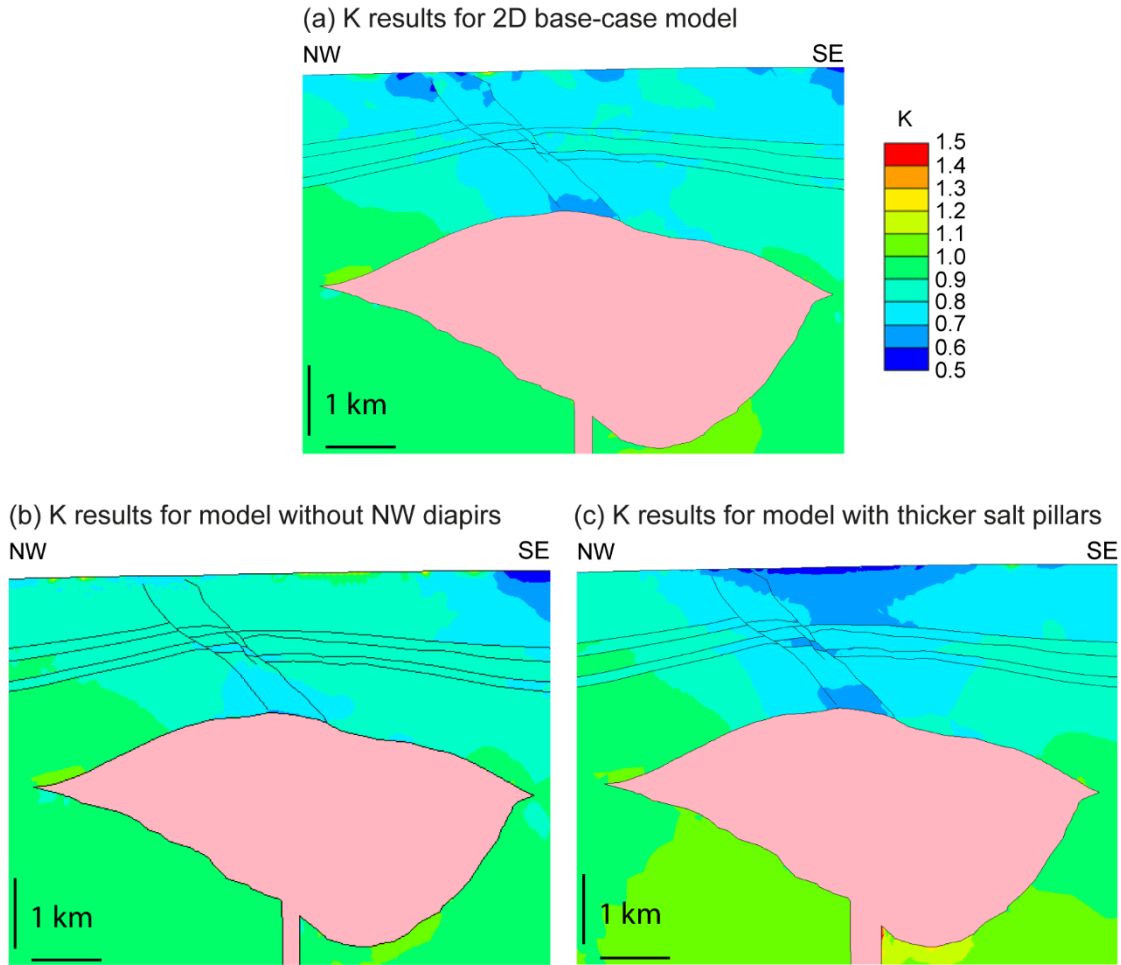 (a) K results for 2D base-case model
NW SE
K
1.5
1.4
1.3
1.2
1.1
1.0
0.9
0.8
0.7
0.6
0.5
1 km
(b) K results for model without NW diapirs
NW SE
1 km
(c) K results for model with thicker salt pillars
NW SE
1 km